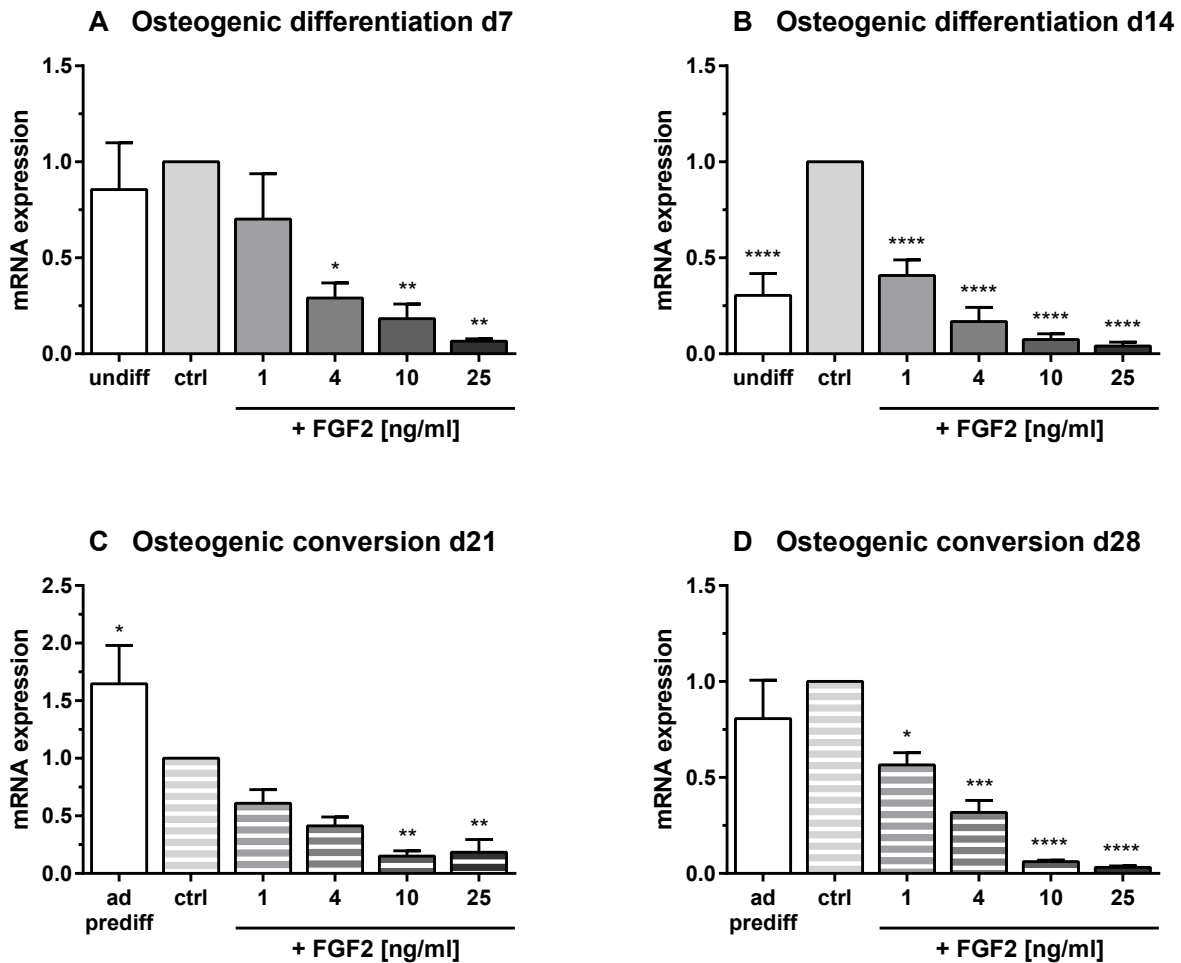 A Osteogenic differentiation d7
mRNA expression
1.5
1.0
0.5
0.0
*
**
**
undiff ctrl 1 4 10 25
+ FGF2 [ng/ml]
B Osteogenic differentiation d14
mRNA expression
1.5
1.0
0.5
0.0
****
****
****
****
****
undiff ctrl 1 4 10 25
+ FGF2 [ng/ml]
C Osteogenic conversion d21
mRNA expression
2.5
2.0
1.5
1.0
0.5
0.0
*
**
**
ad prediff ctrl 1 4 10 25
+ FGF2 [ng/ml]
D Osteogenic conversion d28
mRNA expression
1.5
1.0
0.5
0.0
*
***
****
****
ad prediff ctrl 1 4 10 25
+ FGF2 [ng/ml]